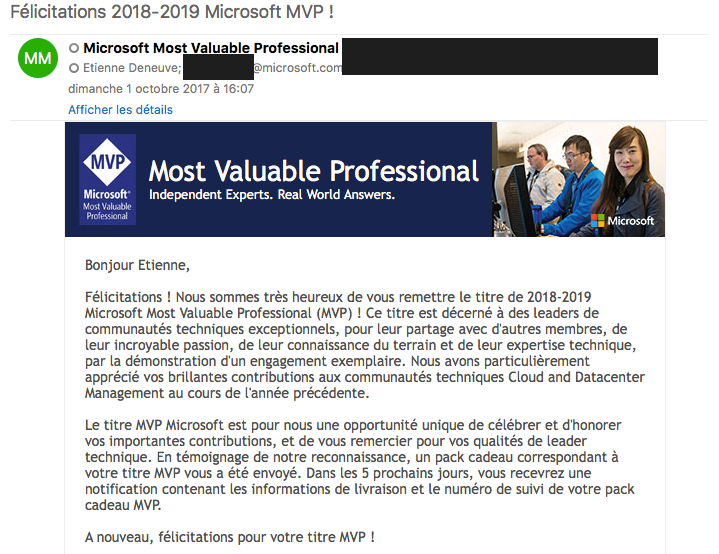 Félicitations 2018-2019 Microsoft MVP !
MM
Microsoft Most Valuable Professional
Etienne Deneuve; @microsoft.com
dimanche 1 octobre 2017 à 16:07
Afficher les détails
MVP
Microsoft®
Most Valuable
Professional
Most Valuable Professional
Independent Experts. Real World Answers.
Microsoft
Bonjour Etienne,
Félicitations ! Nous sommes très heureux de vous remettre le titre de 2018-2019
Microsoft Most Valuable Professional (MVP) ! Ce titre est décerné à des leaders de
communautés techniques exceptionnels, pour leur partage avec d'autres membres, de
leur incroyable passion, de leur connaissance du terrain et de leur expertise technique,
par la démonstration d'un engagement exemplaire. Nous avons particulièrement
apprécié vos brillantes contributions aux communautés techniques Cloud and Datacenter
Management au cours de l'année précédente.
Le titre MVP Microsoft est pour nous une opportunité unique de célébrer et d'honorer
vos importantes contributions, et de vous remercier pour vos qualités de leader
technique. En témoignage de notre reconnaissance, un pack cadeau correspondant à
votre titre MVP vous a été envoyé. Dans les 5 prochains jours, vous recevrez une
notification contenant les informations de livraison et le numéro de suivi de votre pack
cadeau MVP.
A nouveau, félicitations pour votre titre MVP !